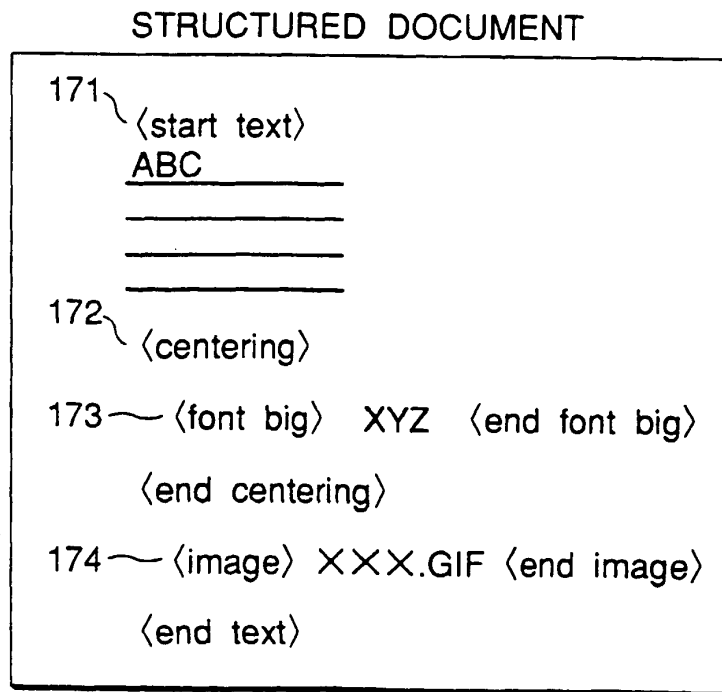 STRUCTURED DOCUMENT
171
〈start text〉
ABC
172
〈centering〉
173 〈font big〉 XYZ 〈end font big〉
〈end centering〉
174 〈image〉 ×××.GIF 〈end image〉
〈end text〉